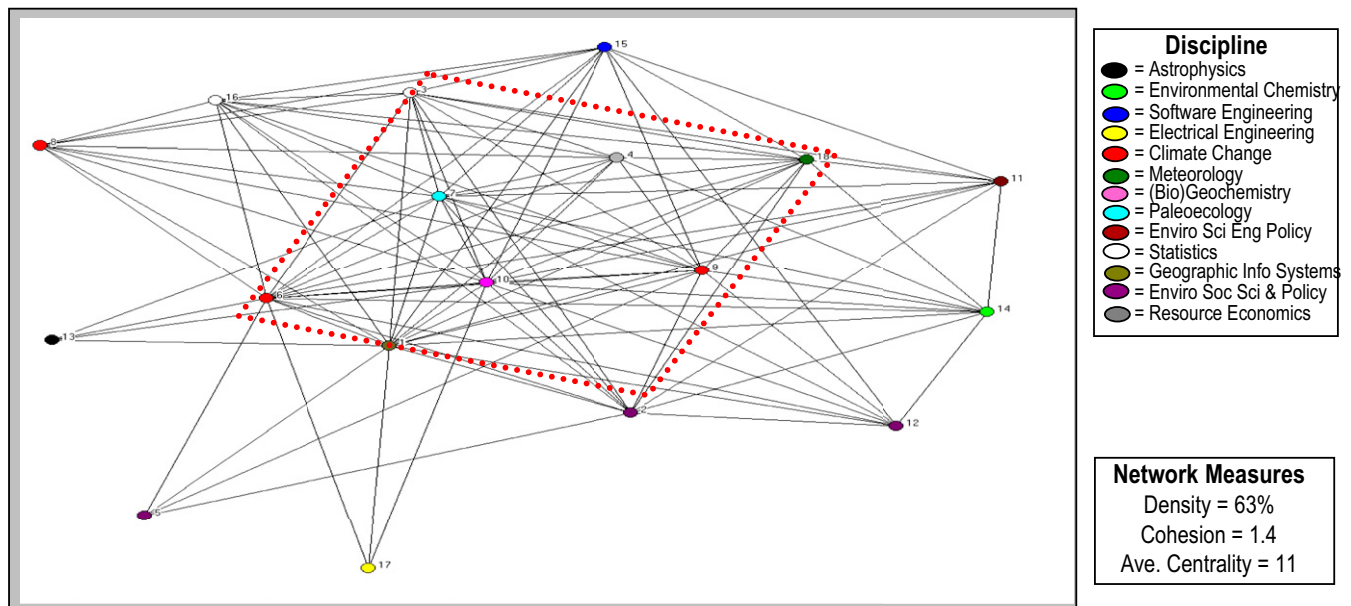 15
16
3
8
4
18
11
7
9
10
6
14
13
1
2
12
5
17
Discipline
= Astrophysics
= Environmental Chemistry
= Software Engineering
= Electrical Engineering
= Climate Change
= Meteorology
= (Bio)Geochemistry
= Paleoecology
= Enviro Sci Eng Policy
= Statistics
= Geographic Info Systems
= Enviro Soc Sci & Policy
= Resource Economics
Network Measures
Density = 63%
Cohesion = 1.4
Ave. Centrality = 11